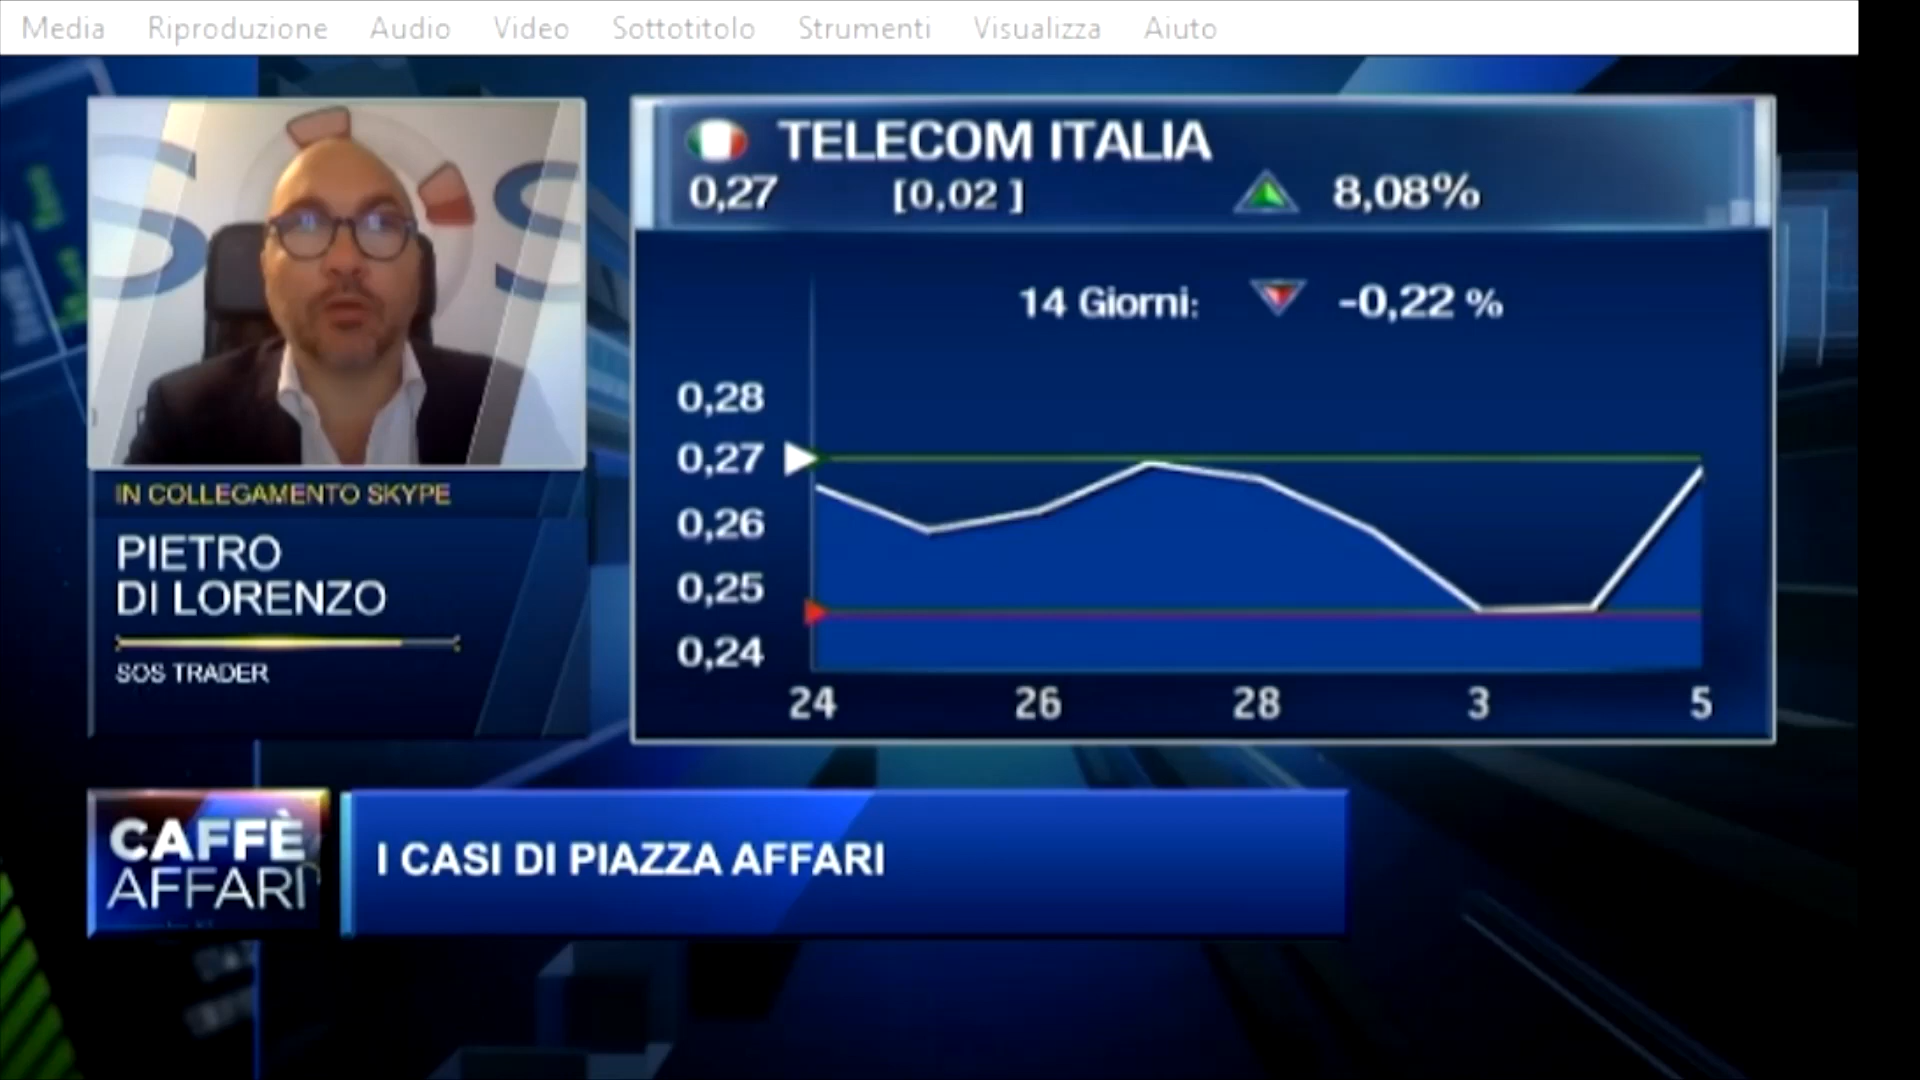 Media Riproduzione Audio Video Sottotitolo Strumenti Visualizza Aiuto
S S
IN COLLEGAMENTO SKYPE
PIETRO
DI LORENZO
SOS TRADER
TELECOM ITALIA
0,27 [0,02 ] 8,08%
14 Giorni: -0,22 %
0,28
0,27
0,26
0,25
0,24
24 26 28 3 5
CAFFÈ
AFFARI
I CASI DI PIAZZA AFFARI